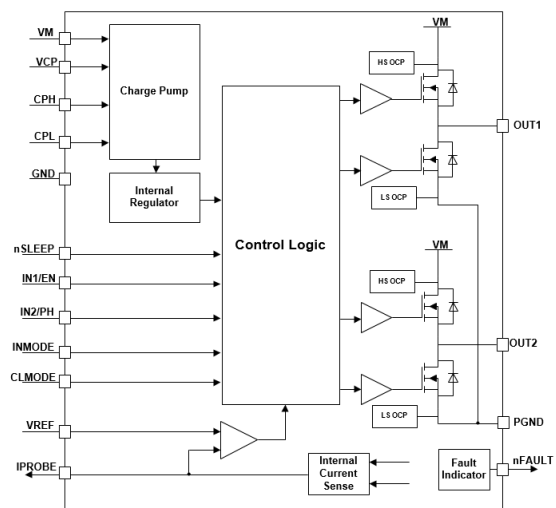 VM
VCP
CPH
CPL
GND
Charge Pump
Internal
Regulator
nSLEEP
IN1/EN
IN2/PH
INMODE
CLMODE
VREF
IPROBE
Control Logic
VM
HS OCP
OUT1
LS OCP
VM
HS OCP
OUT2
LS OCP
PGND
Internal
Current
Sense
Fault
Indicator
nFAULT